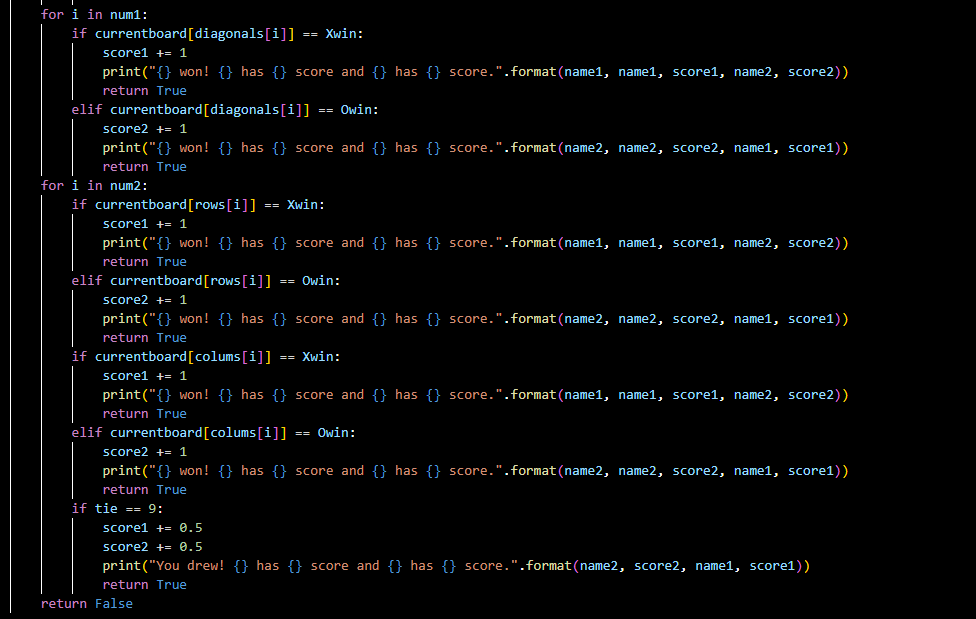 for i in num1:
if currentboard[diagonals[i]] == Xwin:
score1 += 1
print("{} won! {} has {} score and {} has {} score.".format(name1, name1, score1, name2, score2))
return True
elif currentboard[diagonals[i]] == Owin:
score2 += 1
print("{} won! {} has {} score and {} has {} score.".format(name2, name2, score2, name1, score1))
return True
for i in num2:
if currentboard[rows[i]] == Xwin:
score1 += 1
print("{} won! {} has {} score and {} has {} score.".format(name1, name1, score1, name2, score2))
return True
elif currentboard[rows[i]] == Owin:
score2 += 1
print("{} won! {} has {} score and {} has {} score.".format(name2, name2, score2, name1, score1))
return True
if currentboard[colums[i]] == Xwin:
score1 += 1
print("{} won! {} has {} score and {} has {} score.".format(name1, name1, score1, name2, score2))
return True
elif currentboard[colums[i]] == Owin:
score2 += 1
print("{} won! {} has {} score and {} has {} score.".format(name2, name2, score2, name1, score1))
return True
if tie == 9:
score1 += 0.5
score2 += 0.5
print("You drew! {} has {} score and {} has {} score.".format(name2, score2, name1, score1))
return True
return False